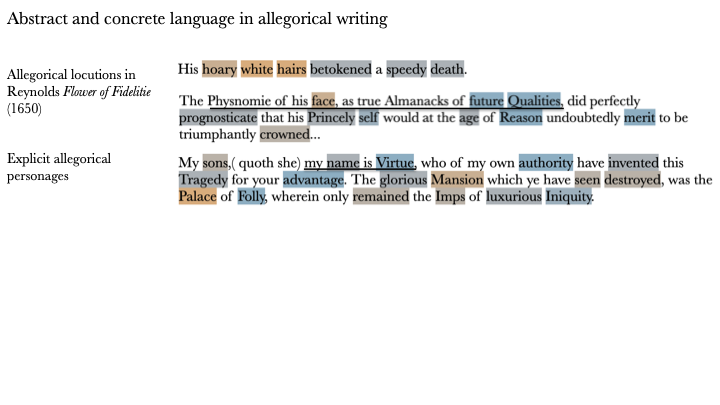 Abstract and concrete language in allegorical writing
Allegorical locutions in
Reynolds Flower of Fidelitie
(1650)
His hoary white hairs betokened a speedy death.
The Physnomie of his face, as true Almanacks of future Qualities, did perfectly
prognosticate that his Princely self would at the age of Reason undoubtedly merit to be
triumphantly crowned...
Explicit allegorical
personages
My sons,( quoth she) my name is Virtue, who of my own authority have invented this
Tragedy for your advantage. The glorious Mansion which ye have seen destroyed, was the
Palace of Folly, wherein only remained the Imps of luxurious Iniquity.